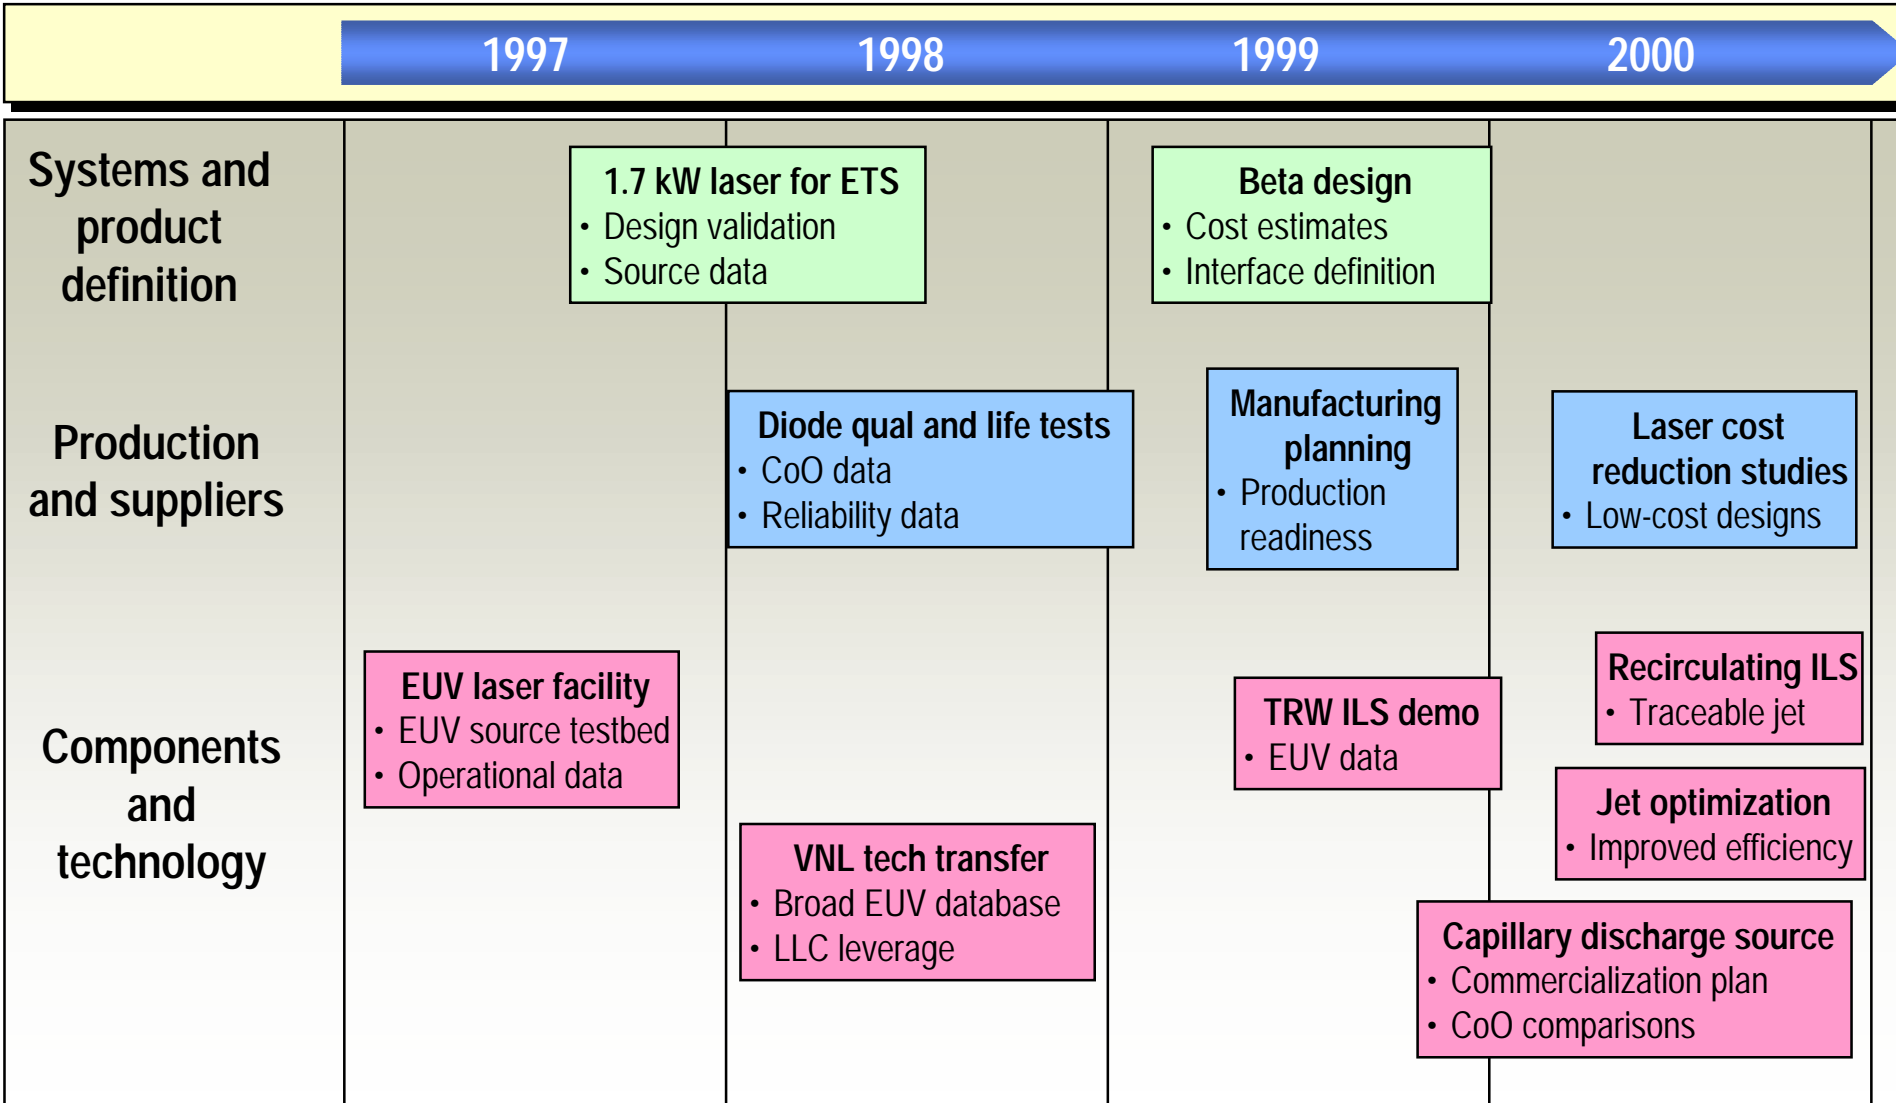 1997 1998 1999 2000
Systems and
product
definition
1.7 kW laser for ETS
• Design validation
• Source data
Beta design
• Cost estimates
• Interface definition
Production
and suppliers
Diode qual and life tests
• CoO data
• Reliability data
Manufacturing
planning
• Production
readiness
Laser cost
reduction studies
• Low-cost designs
Components
and
technology
EUV laser facility
• EUV source testbed
• Operational data
VNL tech transfer
• Broad EUV database
• LLC leverage
TRW ILS demo
• EUV data
Recirculating ILS
• Traceable jet
Jet optimization
• Improved efficiency
Capillary discharge source
• Commercialization plan
• CoO comparisons